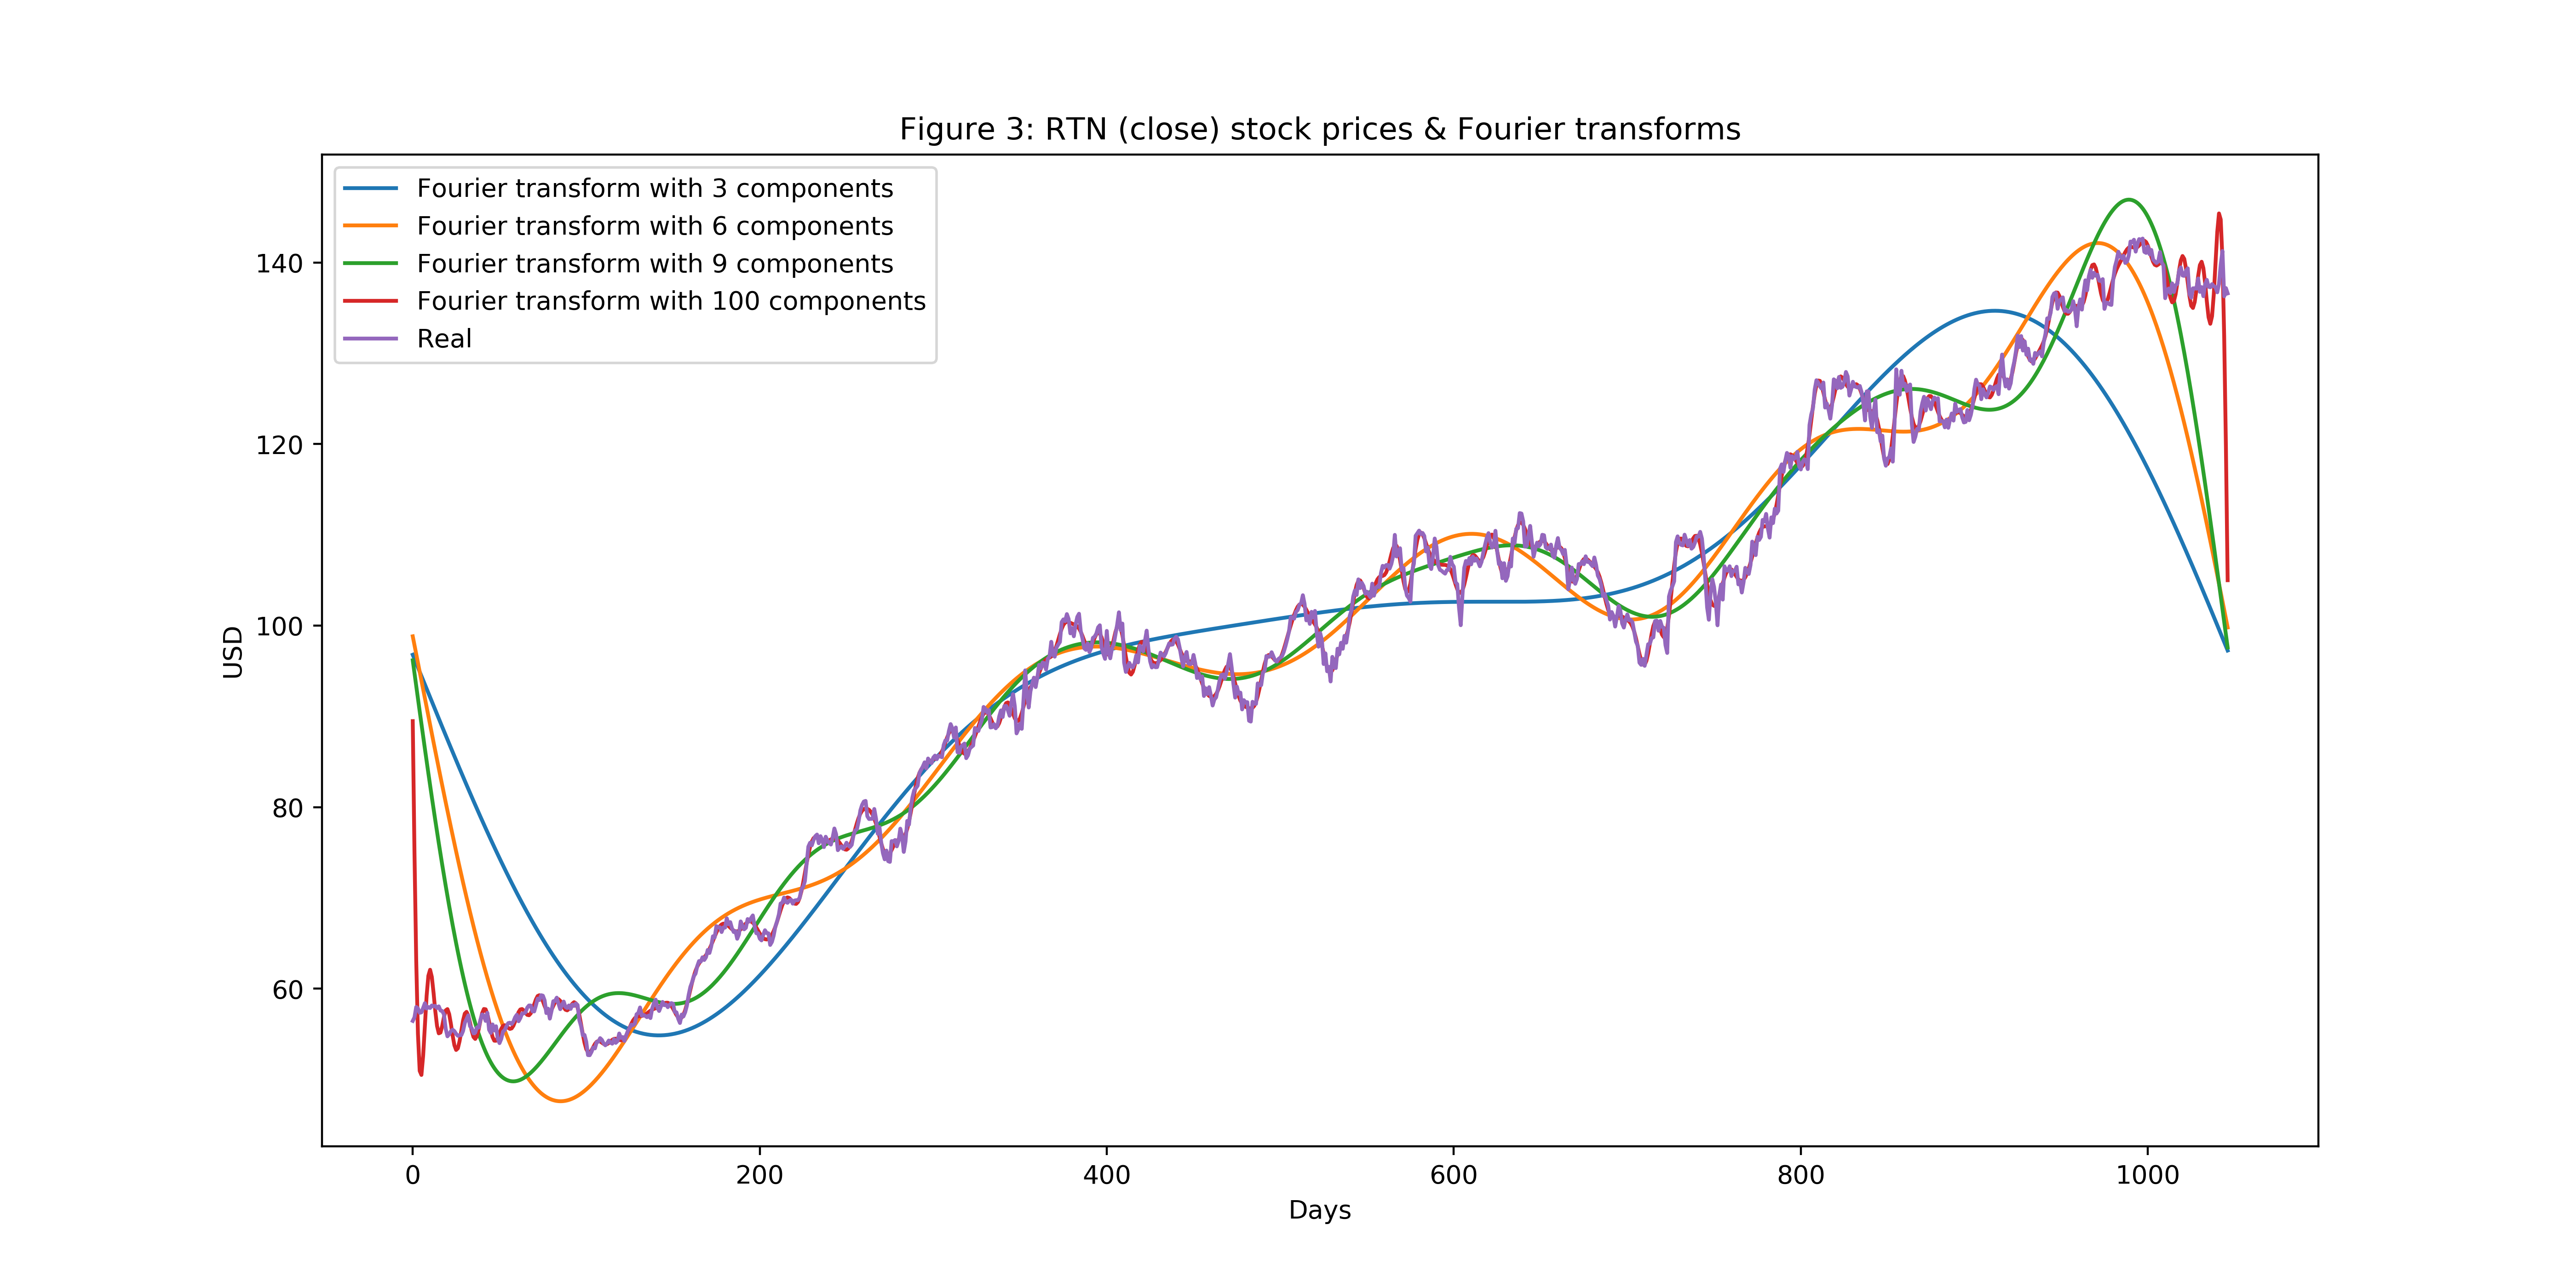 Figure 3: RTN (close) stock prices & Fourier transforms
Fourier transform with 3 components
Fourier transform with 6 components
Fourier transform with 9 components
Fourier transform with 100 components
Real
140
120
100
80
60
USD
0 200 400 600 800 1000
Days